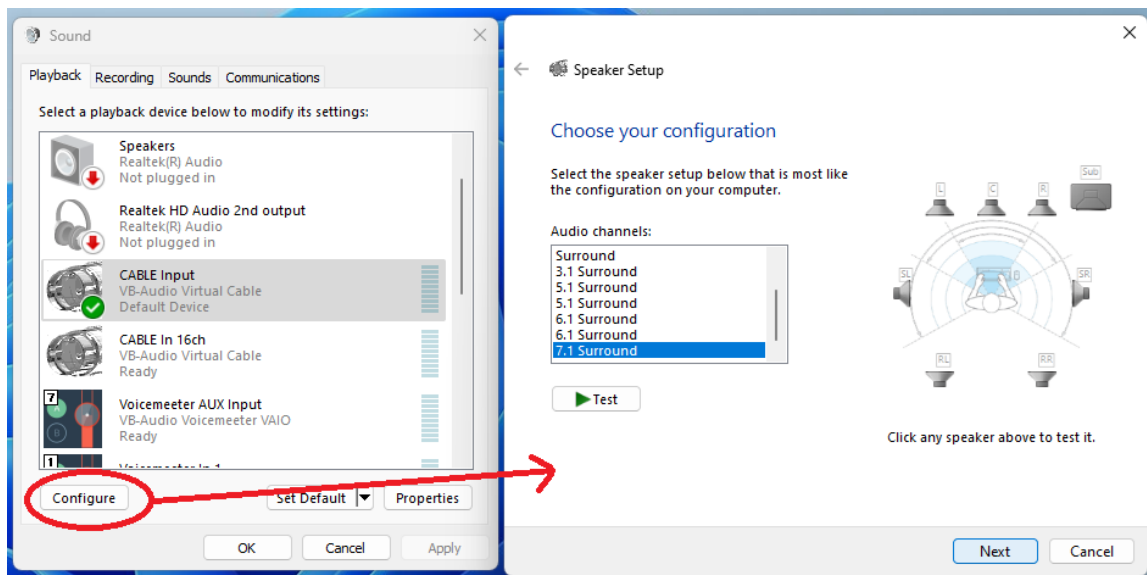 Sound
Playback Recording Sounds Communications
Select a playback device below to modify its settings:
Speakers
Realtek(R) Audio
Not plugged in
Realtek HD Audio 2nd output
Realtek(R) Audio
Not plugged in
CABLE Input
VB-Audio Virtual Cable
Default Device
CABLE In 16ch
VB-Audio Virtual Cable
Ready
7
A
B
Voicemeeter AUX Input
VB-Audio Voicemeeter VAIO
Ready
1
Voicemeeter In 1
Configure
Set Default
Properties
OK
Cancel
Apply
Speaker Setup
Choose your configuration
Select the speaker setup below that is most like
the configuration on your computer.
Audio channels:
Surround
3.1 Surround
5.1 Surround
5.1 Surround
6.1 Surround
6.1 Surround
7.1 Surround
Test
L
C
R
Sub
SL
SR
RL
RR
Click any speaker above to test it.
Next
Cancel